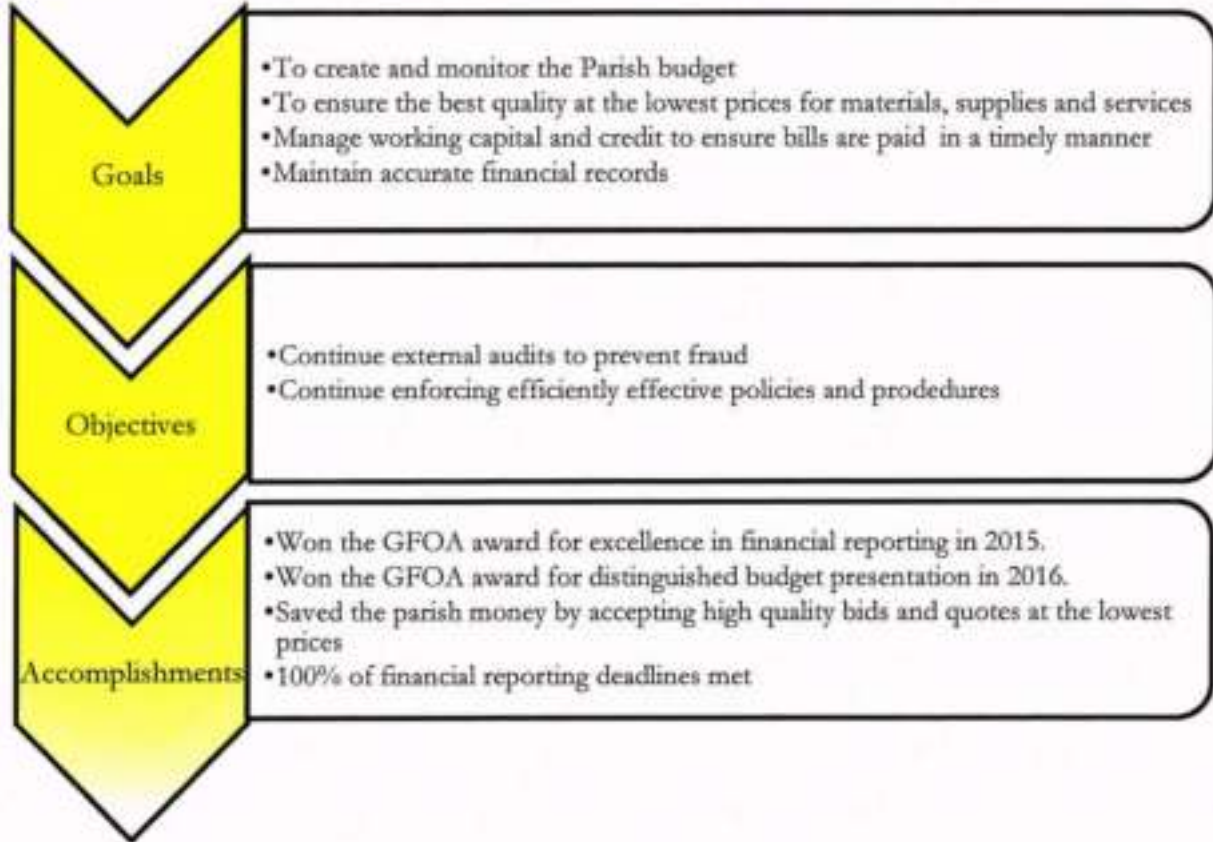 Goals
•To create and monitor the Parish budget
•To ensure the best quality at the lowest prices for materials, supplies and services
•Manage working capital and credit to ensure bills are paid in a timely manner
•Maintain accurate financial records
Objectives
•Continue external audits to prevent fraud
•Continue enforcing efficiently effective policies and prodedures
Accomplishments
•Won the GFOA award for excellence in financial reporting in 2015.
•Won the GFOA award for distinguished budget presentation in 2016.
•Saved the parish money by accepting high quality bids and quotes at the lowest
prices
•100% of financial reporting deadlines met